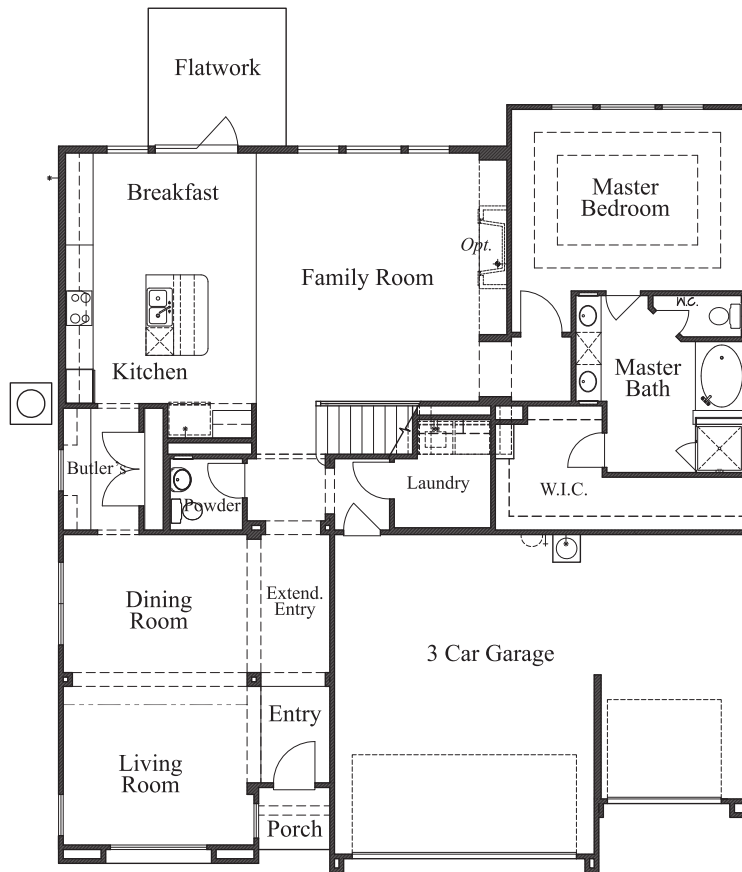 Flatwork
Breakfast
Master
Bedroom
Opt.
Family Room
W.C.
Kitchen
Master
Bath
Butler's
Powder
Laundry
W.I.C.
Dining
Room
Extend.
Entry
3 Car Garage
Entry
Living
Room
Porch